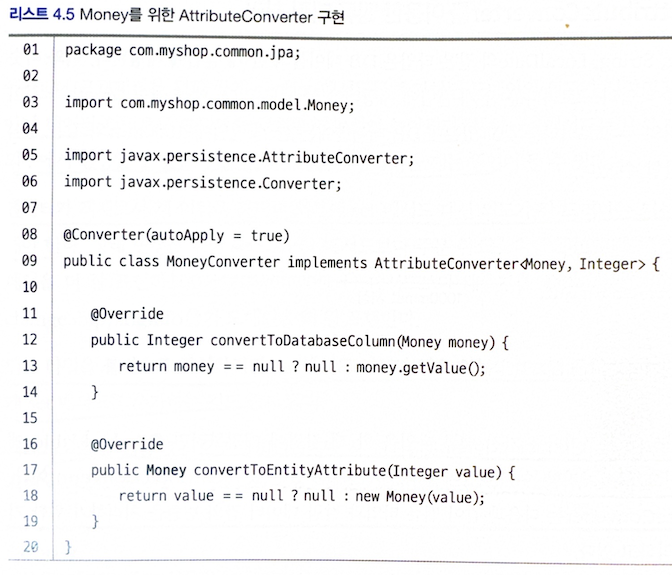 리스트 4.5 Money를 위한 AttributeConverter 구현
01 package com.myshop.common.jpa;
02
03 import com.myshop.common.model.Money;
04
05 import javax.persistence.AttributeConverter;
06 import javax.persistence.Converter;
07
08 @Converter(autoApply = true)
09 public class MoneyConverter implements AttributeConverter<Money, Integer> {
10
11     @Override
12     public Integer convertToDatabaseColumn(Money money) {
13         return money == null ? null : money.getValue();
14     }
15
16     @Override
17     public Money convertToEntityAttribute(Integer value) {
18         return value == null ? null : new Money(value);
19     }
20 }